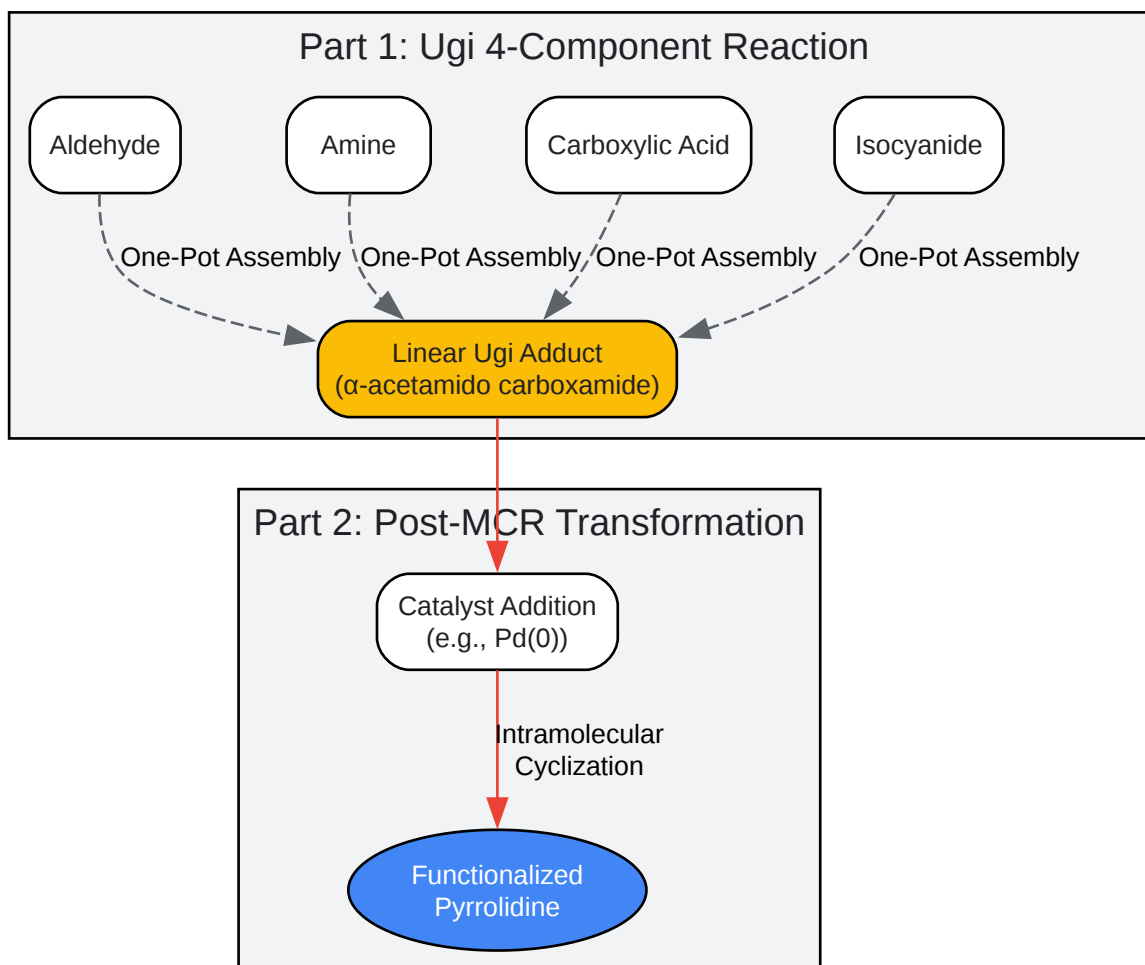 Part 1: Ugi 4-Component Reaction
Aldehyde
Amine
Carboxylic Acid
Isocyanide
One-Pot Assembly
One-Pot Assembly
One-Pot Assembly
One-Pot Assembly
Linear Ugi Adduct
(α-acetamido carboxamide)
Part 2: Post-MCR Transformation
Catalyst Addition
(e.g., Pd(0))
Intramolecular
Cyclization
Functionalized
Pyrrolidine